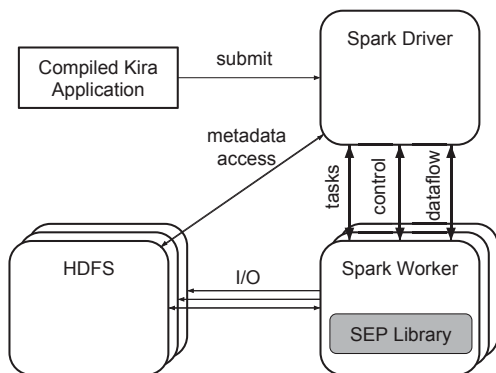 Spark Driver
Compiled Kira
Application
submit
metadata
access
tasks
control
dataflow
HDFS
I/O
Spark Worker
SEP Library